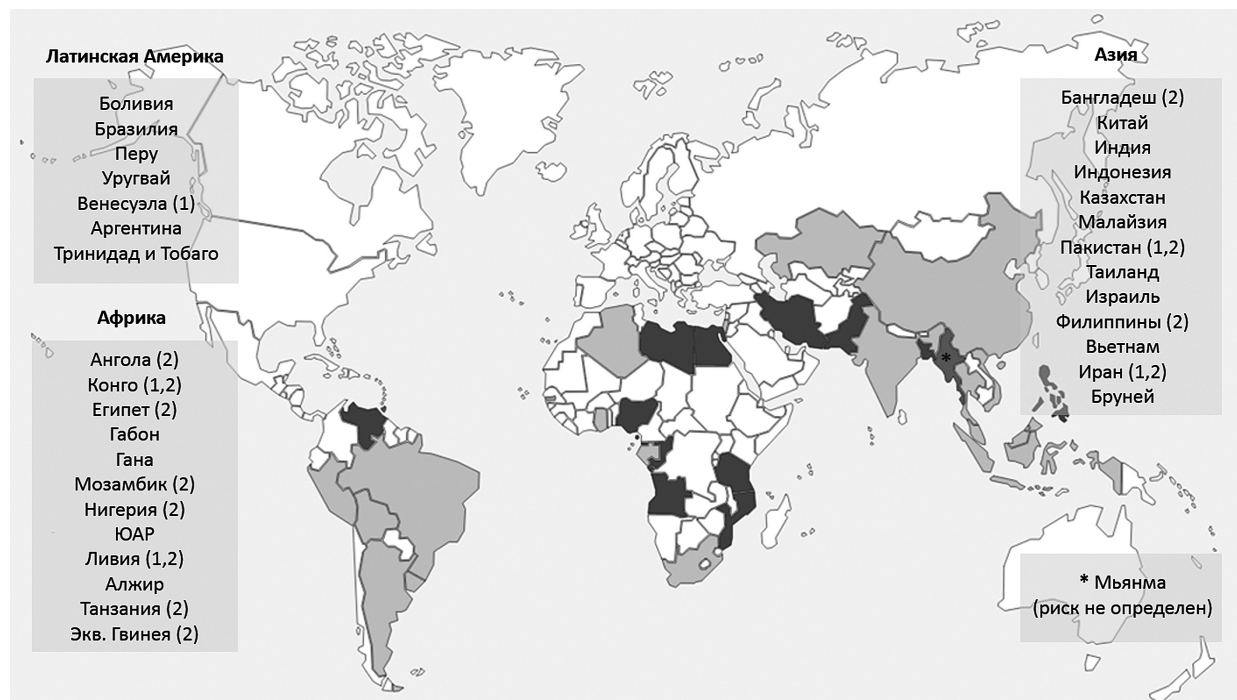 Латинская Америка
Боливия
Бразилия
Перу
Уругвай
Венесуэла (1)
Аргентина
Тринидад и Тобаго
Африка
Ангола (2)
Конго (1,2)
Египет (2)
Габон
Гана
Мозамбик (2)
Нигерия (2)
ЮАР
Ливия (1,2)
Алжир
Танзания (2)
Экв. Гвинея (2)
Азия
Бангладеш (2)
Китай
Индия
Индонезия
Казахстан
Малайзия
Пакистан (1,2)
Таиланд
Израиль
Филиппины (2)
Вьетнам
Иран (1,2)
Бруней
*
* Мьянма
(риск не определен)